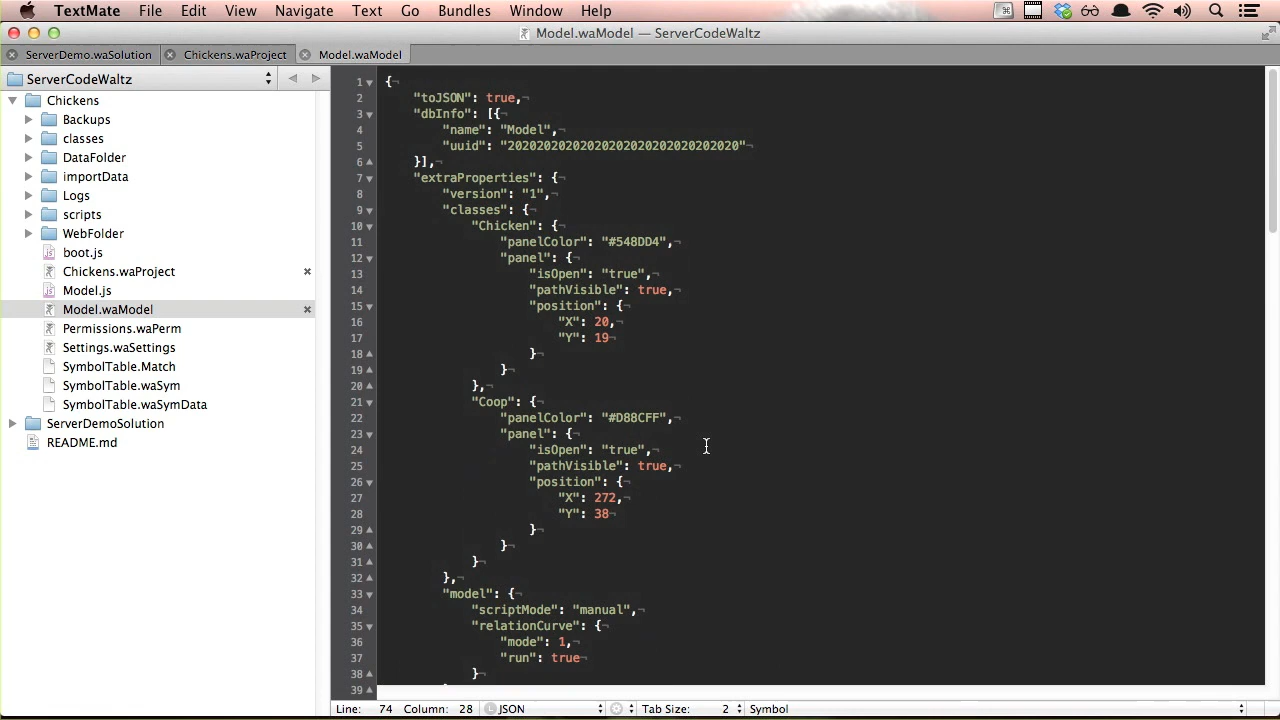 TextMate File Edit View Navigate Text Go Bundles Window Help
Model.waModel — ServerCodeWaltz
ServerDemo.waSolution Chickens.waProject Model.waModel
ServerCodeWaltz
Chickens
Backups
classes
DataFolder
importData
Logs
scripts
WebFolder
boot.js
Chickens.waProject
Model.js
Model.waModel
Permissions.waPerm
Settings.waSettings
SymbolTable.Match
SymbolTable.waSym
SymbolTable.waSymData
ServerDemoSolution
README.md
1 {¬
2 "toJSON": true,¬
3 "dbInfo": [{¬
4 "name": "Model",¬
5 "uuid": "20202020202020202020202020202020"¬
6 }],¬
7 "extraProperties": {¬
8 "version": "1",¬
9 "classes": {¬
10 "Chicken": {¬
11 "panelColor": "#548DD4",¬
12 "panel": {¬
13 "isOpen": "true",¬
14 "pathVisible": true,¬
15 "position": {¬
16 "X": 20,¬
17 "Y": 19¬
18 }¬
19 }¬
20 },¬
21 "Coop": {¬
22 "panelColor": "#D88CFF",¬
23 "panel": {¬
24 "isOpen": "true",¬
25 "pathVisible": true,¬
26 "position": {¬
27 "X": 272,¬
28 "Y": 38¬
29 }¬
30 }¬
31 }¬
32 },¬
33 "model": {¬
34 "scriptMode": "manual",¬
35 "relationCurve": {¬
36 "mode": 1,¬
37 "run": true¬
38 }¬
39
Line: 74 Column: 28 JSON Tab Size: 2 Symbol